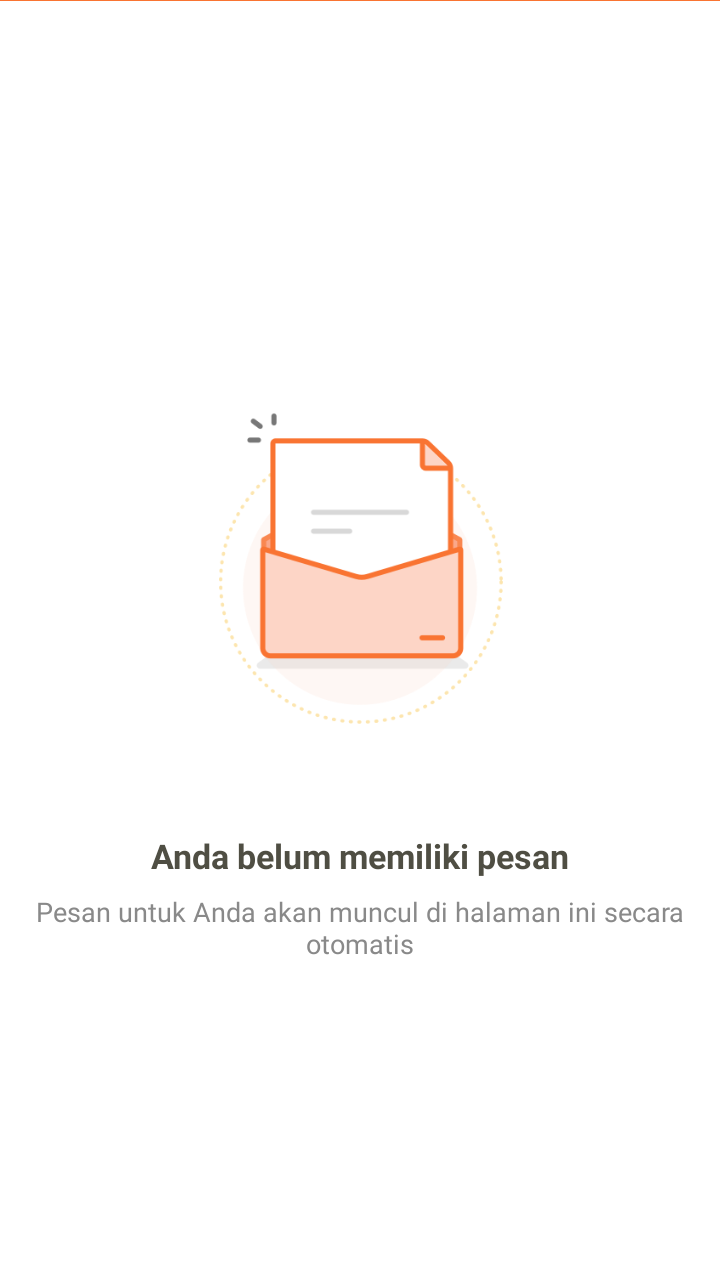 Anda belum memiliki pesan
Pesan untuk Anda akan muncul di halaman ini secara
otomatis